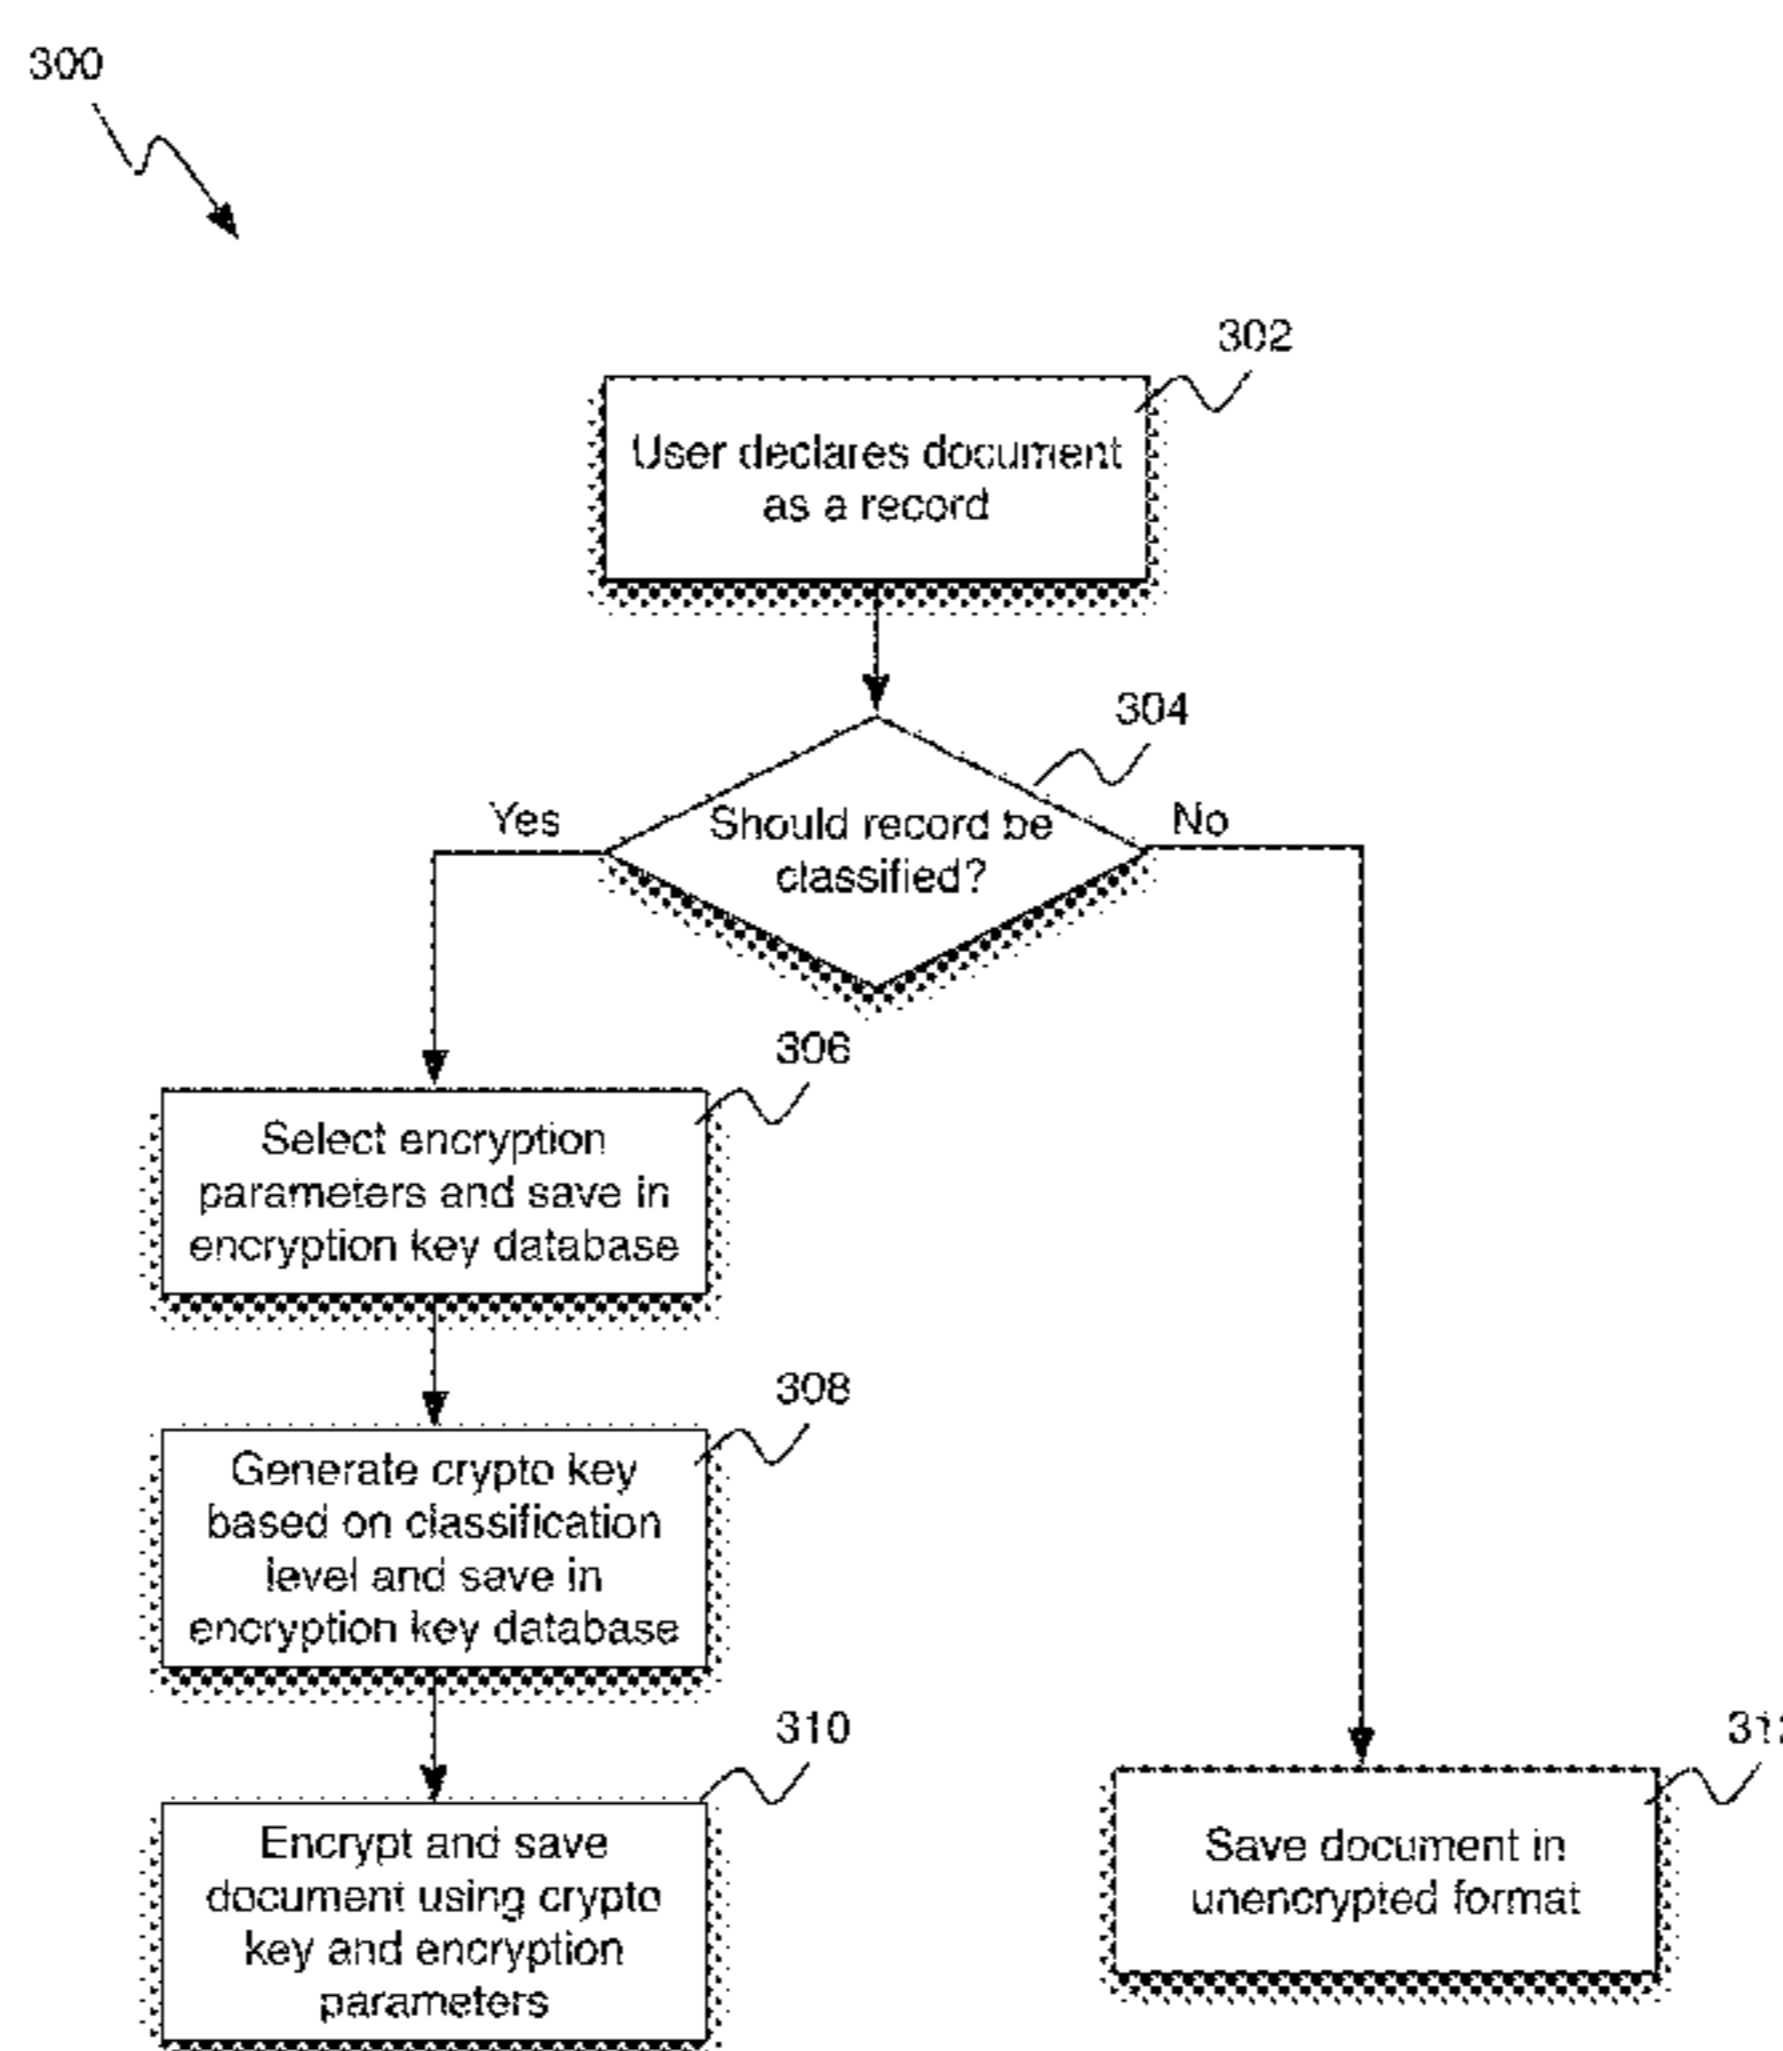 300
302
User declares document
as a record
304
Yes
Should record be
classified?
No
306
Select encryption
parameters and save in
encryption key database
308
Generate crypto key
based on classification
level and save in
encryption key database
310
Encrypt and save
document using crypto
key and encryption
parameters
312
Save document in
unencrypted format